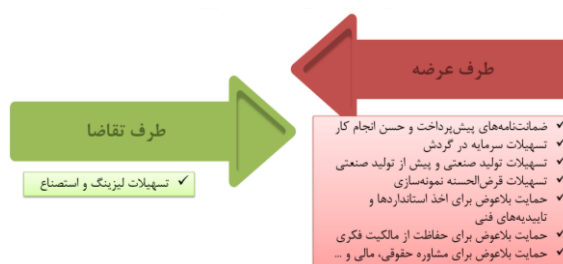 طرف عرضه
ضمانت‌نامه‌های پیش‌پرداخت و حسن انجام کار
تسهیلات سرمایه در گردش
تسهیلات تولید صنعتی و پیش از تولید صنعتی
تسهیلات قرض‌الحسنه نمونه‌سازی
حمایت بلاعوض برای اخذ استانداردها و
تاییدیه‌های فنی
حمایت بلاعوض برای حفاظت از مالکیت فکری
حمایت بلاعوض برای مشاوره حقوقی، مالی و ...
طرف تقاضا
تسهیلات لیزینگ و استصناع